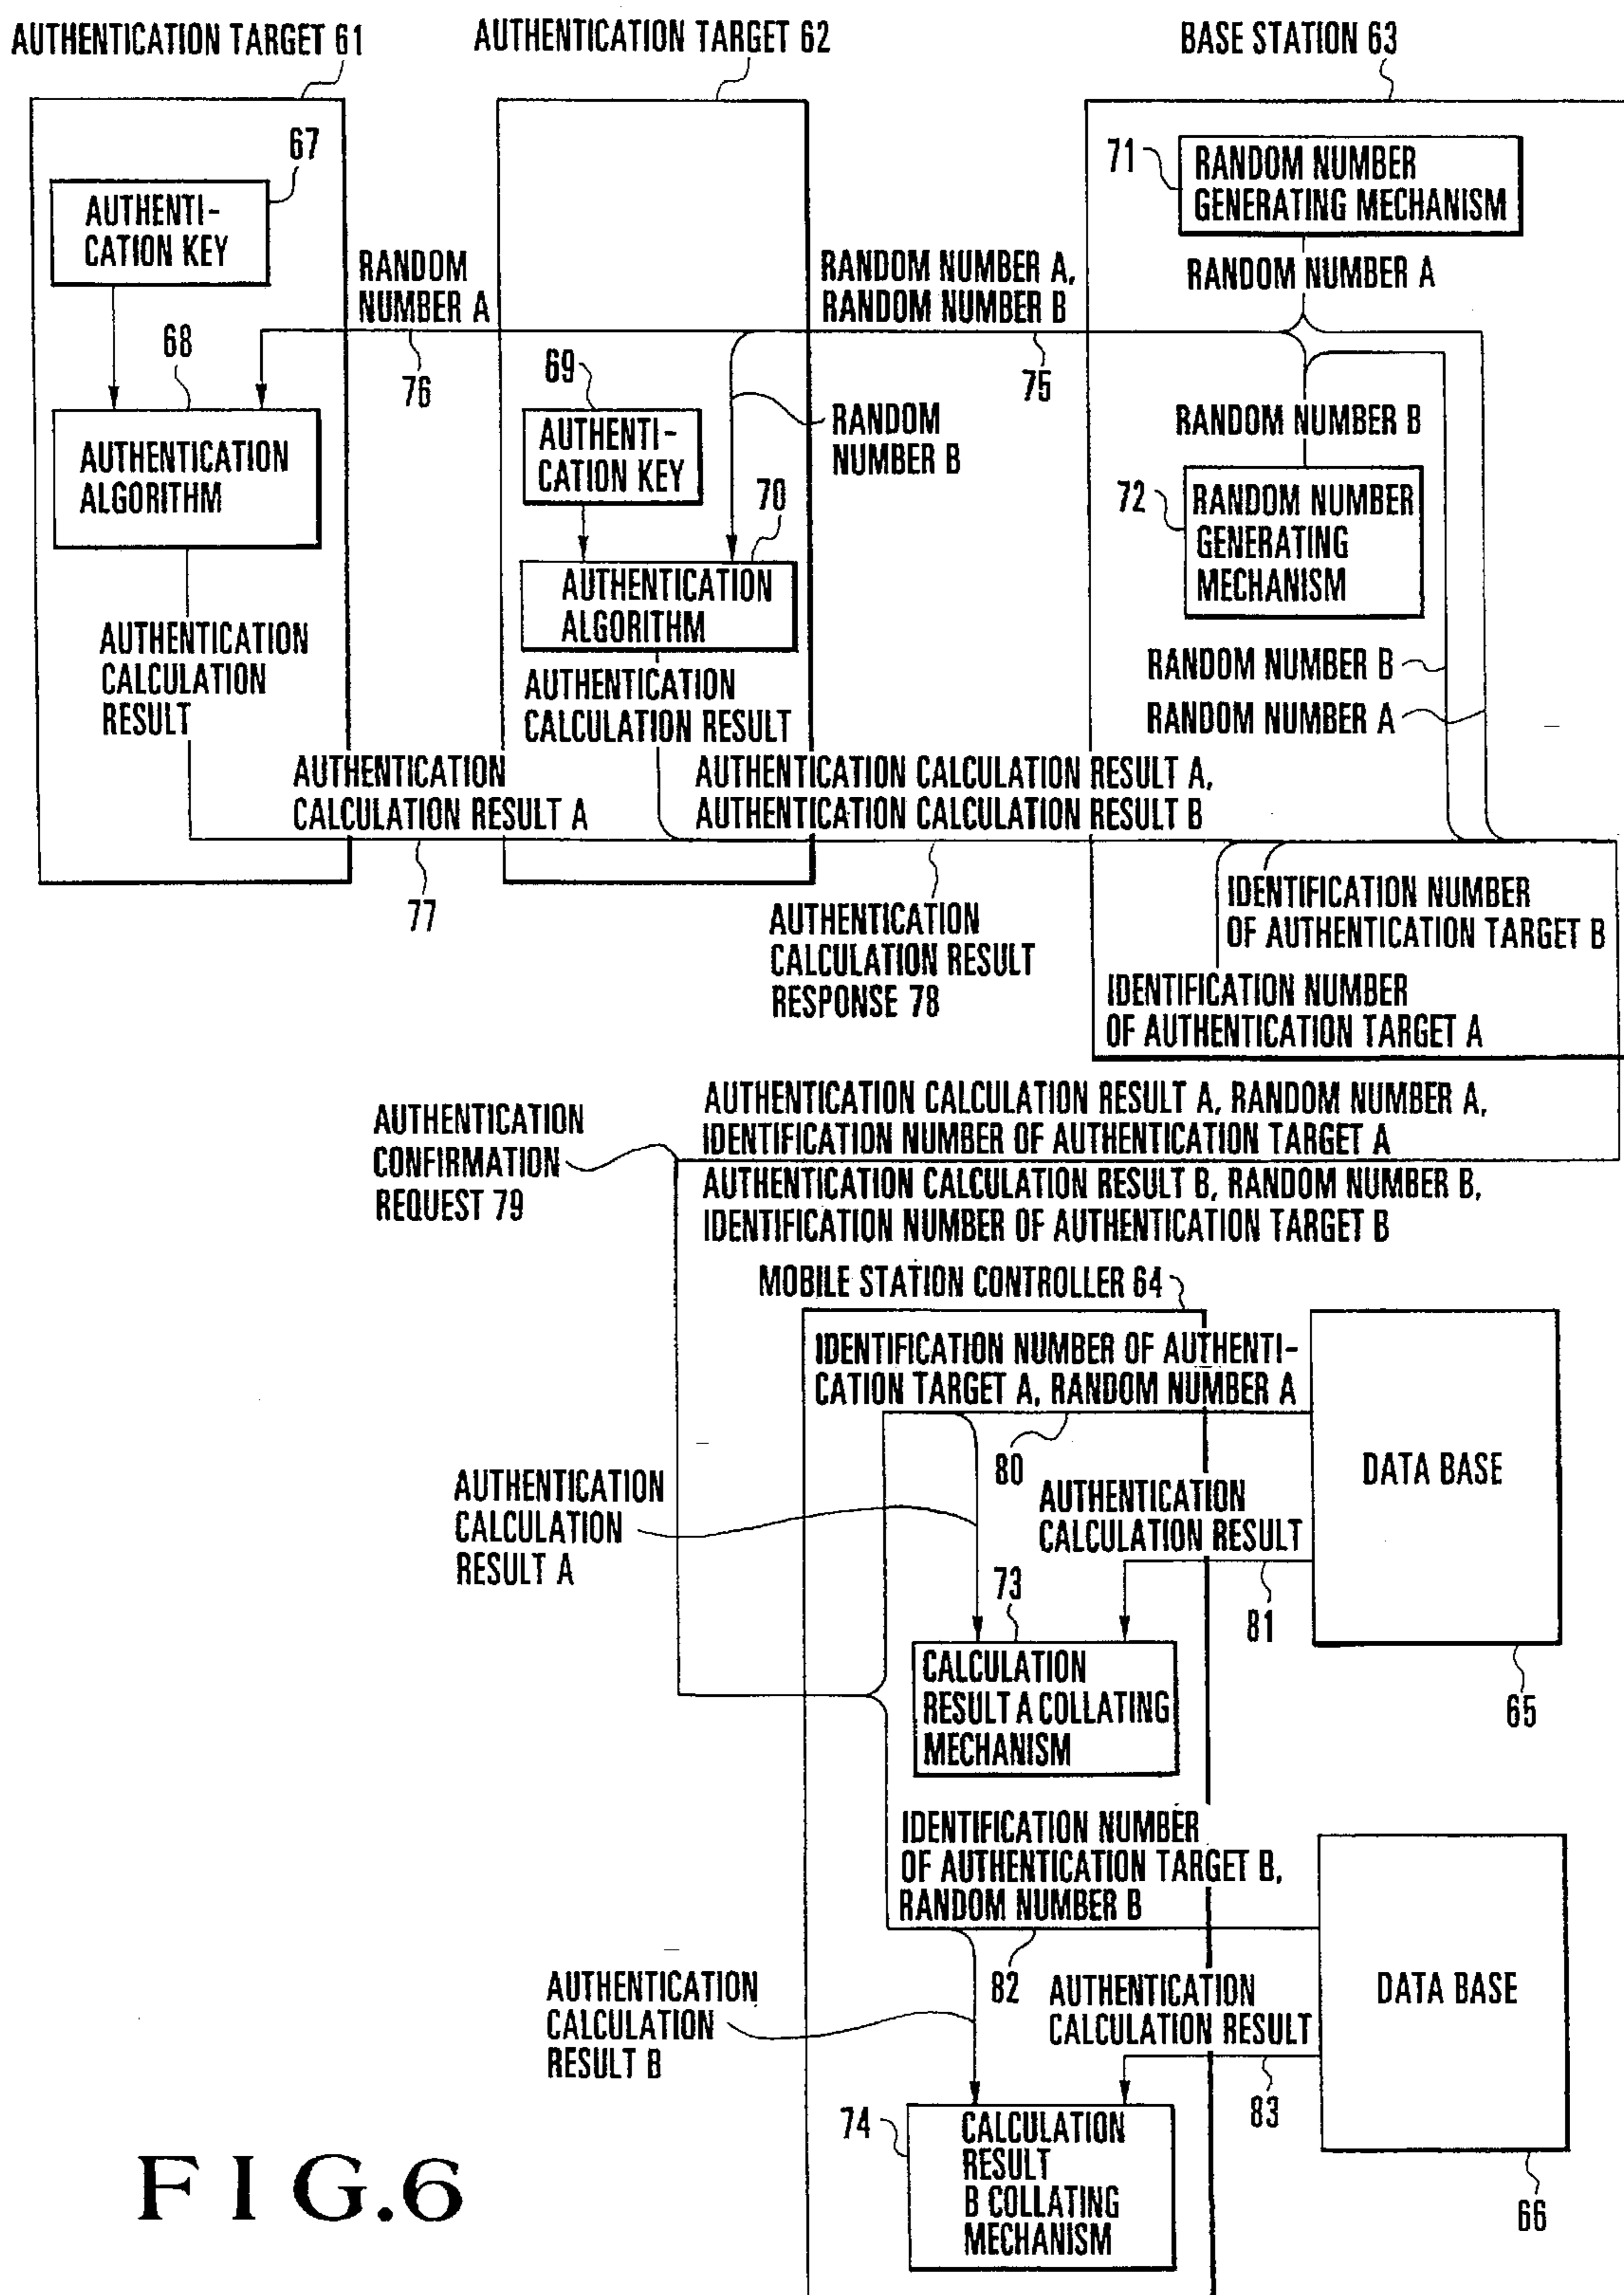 AUTHENTICATION TARGET 61
AUTHENTICATION TARGET 62
BASE STATION 63
67
AUTHENTI-
CATION KEY
68
AUTHENTICATION
ALGORITHM
AUTHENTICATION
CALCULATION
RESULT
RANDOM
NUMBER A
76
69
AUTHENTI-
CATION KEY
70
AUTHENTICATION
ALGORITHM
AUTHENTICATION
CALCULATION RESULT
RANDOM NUMBER A,
RANDOM NUMBER B
75
RANDOM
NUMBER B
71
RANDOM NUMBER
GENERATING MECHANISM
RANDOM NUMBER A
RANDOM NUMBER B
72
RANDOM NUMBER
GENERATING
MECHANISM
RANDOM NUMBER B
RANDOM NUMBER A
AUTHENTICATION
CALCULATION RESULT A
77
AUTHENTICATION CALCULATION RESULT A,
AUTHENTICATION CALCULATION RESULT B
AUTHENTICATION
CALCULATION RESULT
RESPONSE 78
IDENTIFICATION NUMBER
OF AUTHENTICATION TARGET B
IDENTIFICATION NUMBER
OF AUTHENTICATION TARGET A
AUTHENTICATION
CONFIRMATION
REQUEST 79
AUTHENTICATION CALCULATION RESULT A, RANDOM NUMBER A,
IDENTIFICATION NUMBER OF AUTHENTICATION TARGET A
AUTHENTICATION CALCULATION RESULT B, RANDOM NUMBER B,
IDENTIFICATION NUMBER OF AUTHENTICATION TARGET B
MOBILE STATION CONTROLLER 64
IDENTIFICATION NUMBER OF AUTHENTI-
CATION TARGET A, RANDOM NUMBER A
80
AUTHENTICATION
CALCULATION
RESULT A
AUTHENTICATION
CALCULATION RESULT
81
DATA BASE
65
73
CALCULATION
RESULT A COLLATING
MECHANISM
IDENTIFICATION NUMBER
OF AUTHENTICATION TARGET B,
RANDOM NUMBER B
82
AUTHENTICATION
CALCULATION
RESULT B
AUTHENTICATION
CALCULATION RESULT
83
DATA BASE
66
74
CALCULATION
RESULT
B COLLATING
MECHANISM
FIG.6